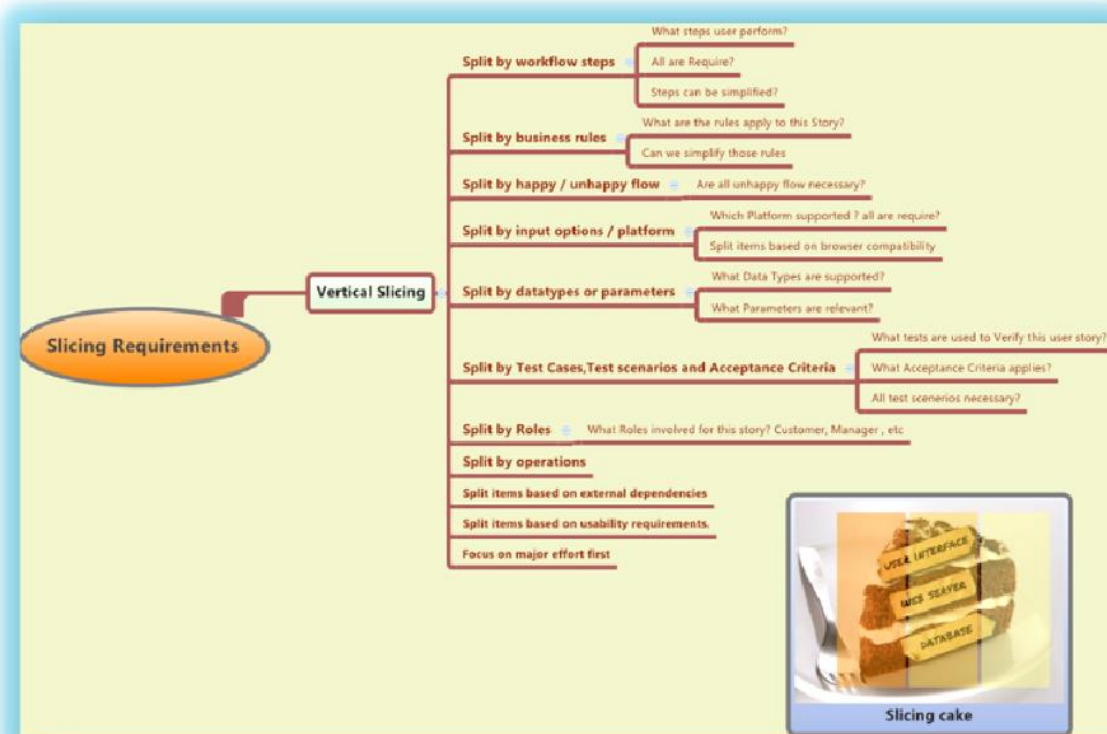 What steps user perform?
Split by workflow steps
All are Require?
Steps can be simplified?
What are the rules apply to this Story?
Split by business rules
Can we simplify those rules
Split by happy / unhappy flow
Are all unhappy flow necessary?
Which Platform supported ? all are require?
Split by input options / platform
Split items based on browser compatibility
What Data Types are supported?
Vertical Slicing
Split by datatypes or parameters
What Parameters are relevant?
Slicing Requirements
What tests are used to Verify this user story?
Split by Test Cases,Test scenarios and Acceptance Criteria
What Acceptance Criteria applies?
All test scenerios necessary?
Split by Roles
What Roles involved for this story? Customer, Manager , etc
Split by operations
Split items based on external dependencies
Split items based on usability requirements.
Focus on major effort first
USER INTERFACE
WEB SERVER
DATABASE
Slicing cake